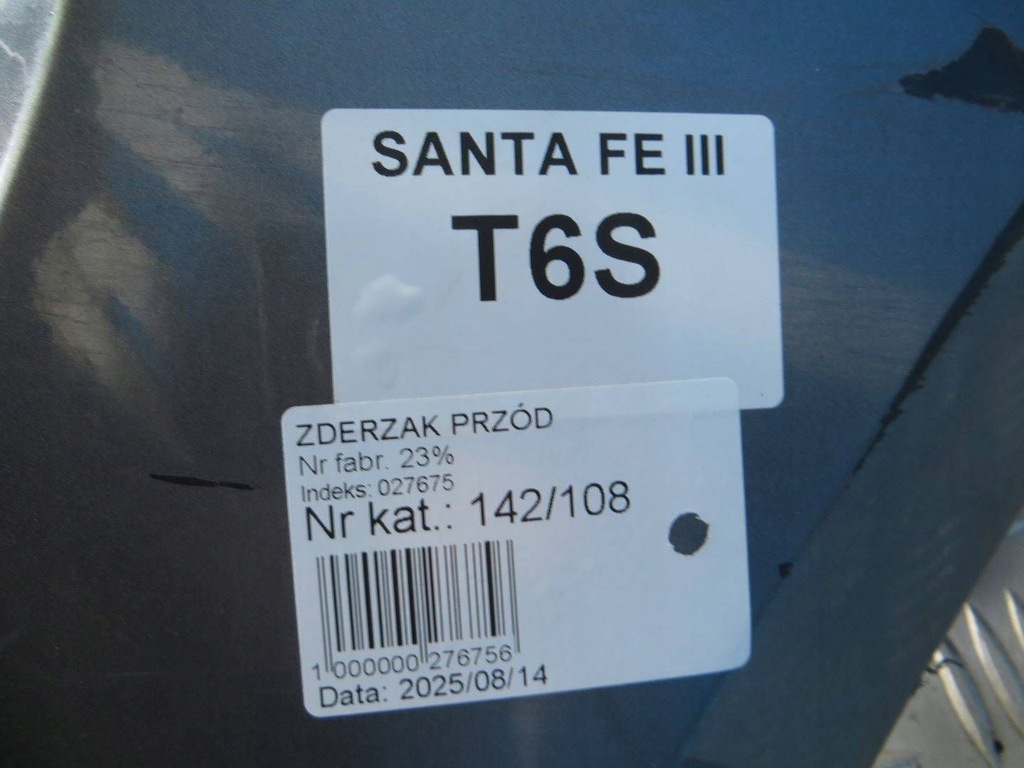 SANTA FE III
T6S
ZDERZAK PRZÓD
Nr fabr. 23%
Indeks: 027675
Nr kat.: 142/108
1 000000 276756
Data: 2025/08/14